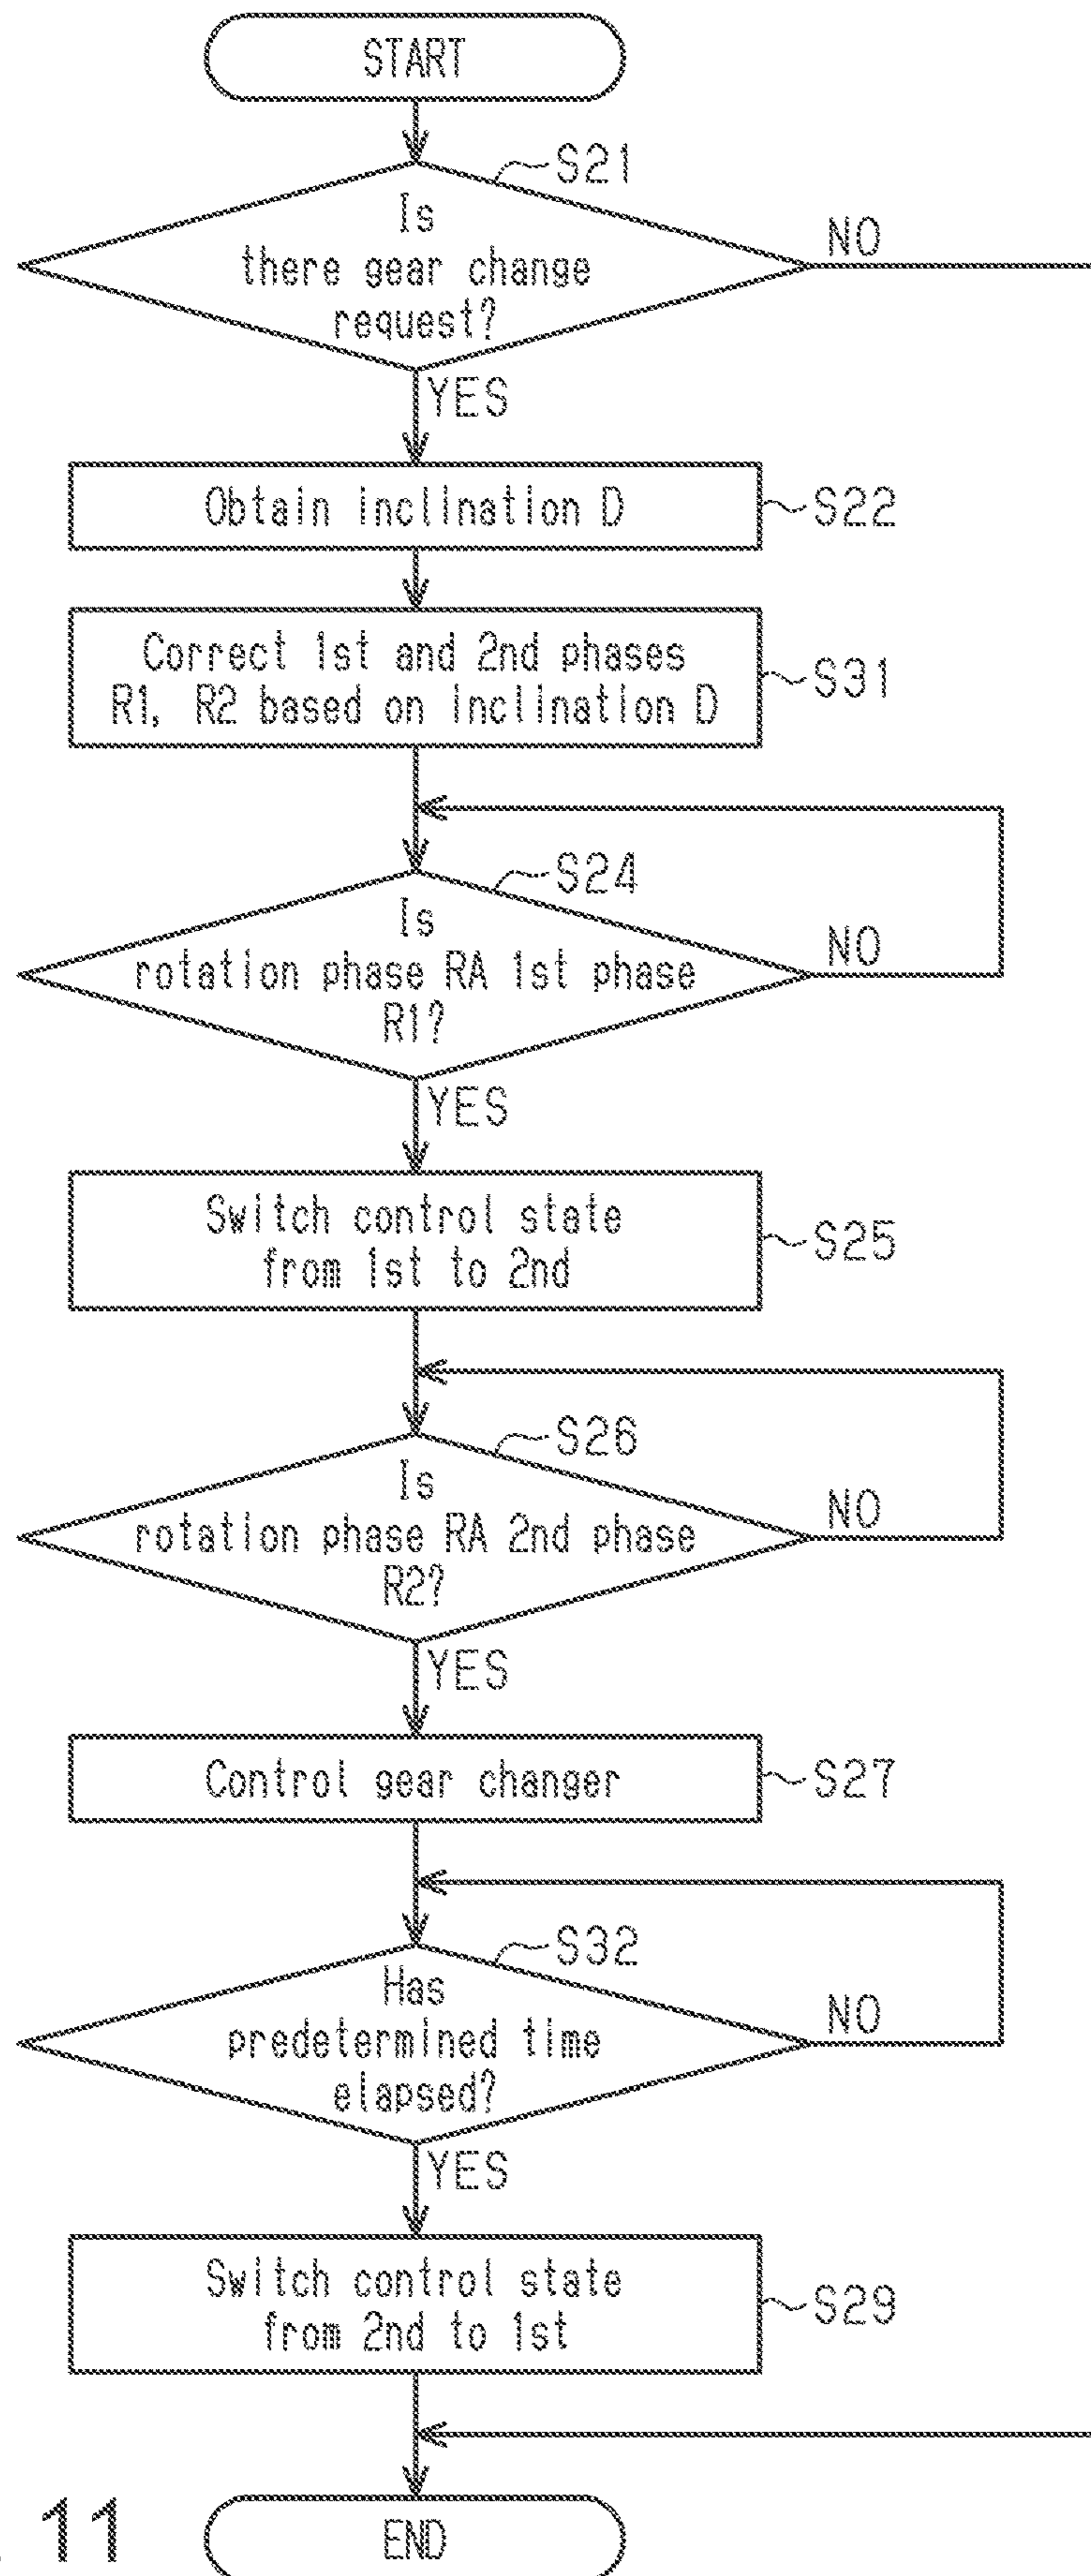 START
S21
Is
there gear change
request?
NO
YES
Obtain inclination D
S22
Correct 1st and 2nd phases
R1, R2 based on inclination D
S31
S24
Is
rotation phase RA 1st phase
R1?
NO
YES
Switch control state
from 1st to 2nd
S25
S26
Is
rotation phase RA 2nd phase
R2?
NO
YES
Control gear changer
S27
S32
Has
predetermined time
elapsed?
NO
YES
Switch control state
from 2nd to 1st
S29
. 11
END